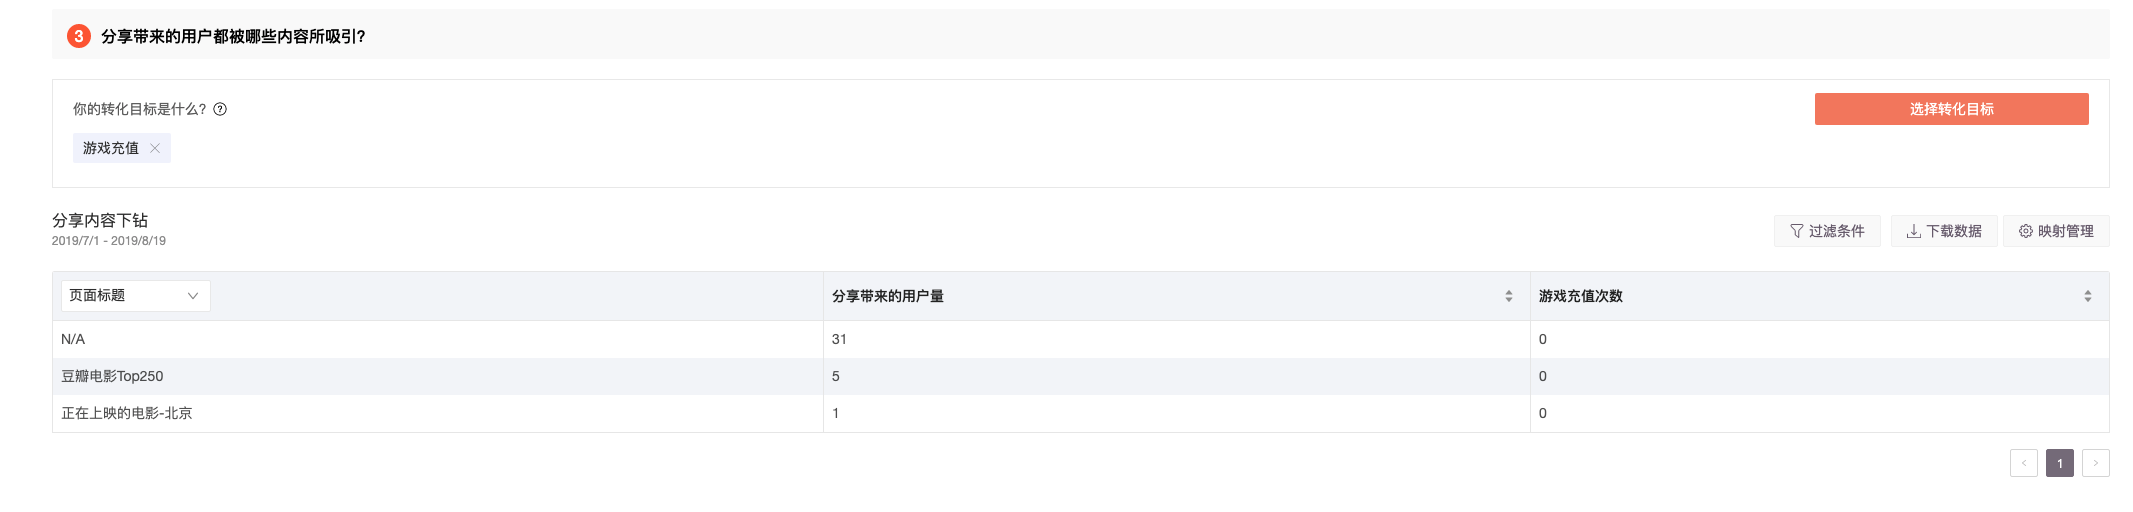 3 分享带来的用户都被哪些内容所吸引?
你的转化目标是什么? ?
选择转化目标
游戏充值
分享内容下钻
2019/7/1 - 2019/8/19
过滤条件 下载数据 映射管理
页面标题 分享带来的用户量 游戏充值次数
N/A 31 0
豆瓣电影Top250 5 0
正在上映的电影-北京 1 0
1